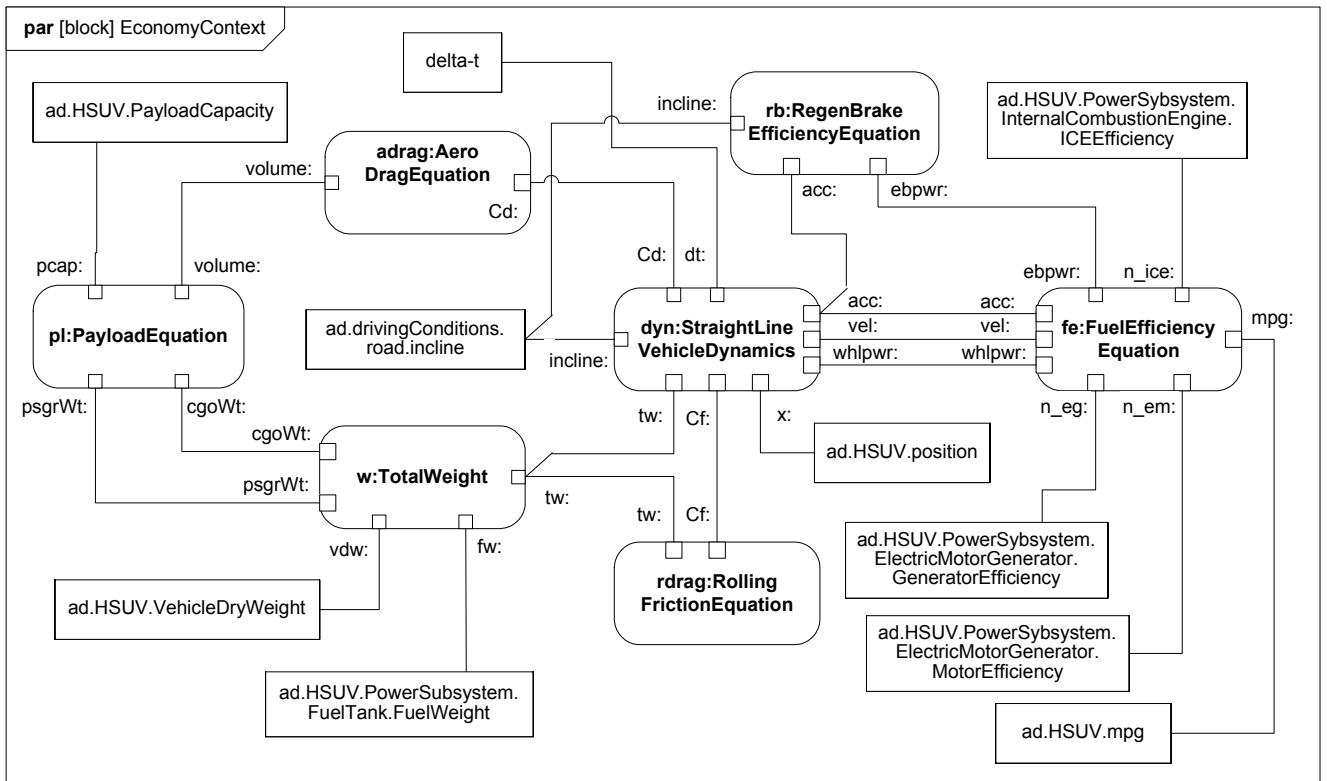 par [block] EconomyContext
delta-t
ad.HSUV.PayloadCapacity
incline:
rb:RegenBrake
EfficiencyEquation
ad.HSUV.PowerSybsystem.
InternalCombustionEngine.
ICEEfficiency
adrag:Aero
DragEquation
volume:
Cd:
acc:
ebpwr:
pcap:
volume:
Cd:
dt:
ebpwr:
n_ice:
pl:PayloadEquation
ad.drivingConditions.
road.incline
incline:
dyn:StraightLine
VehicleDynamics
acc:
vel:
whlpwr:
acc:
vel:
whlpwr:
fe:FuelEfficiency
Equation
mpg:
psgrWt:
cgoWt:
tw:
Cf:
x:
n_eg:
n_em:
cgoWt:
psgrWt:
w:TotalWeight
tw:
ad.HSUV.position
vdw:
fw:
tw:
Cf:
rdrag:Rolling
FrictionEquation
ad.HSUV.PowerSybsystem.
ElectricMotorGenerator.
GeneratorEfficiency
ad.HSUV.VehicleDryWeight
ad.HSUV.PowerSybsystem.
ElectricMotorGenerator.
MotorEfficiency
ad.HSUV.PowerSubsystem.
FuelTank.FuelWeight
ad.HSUV.mpg